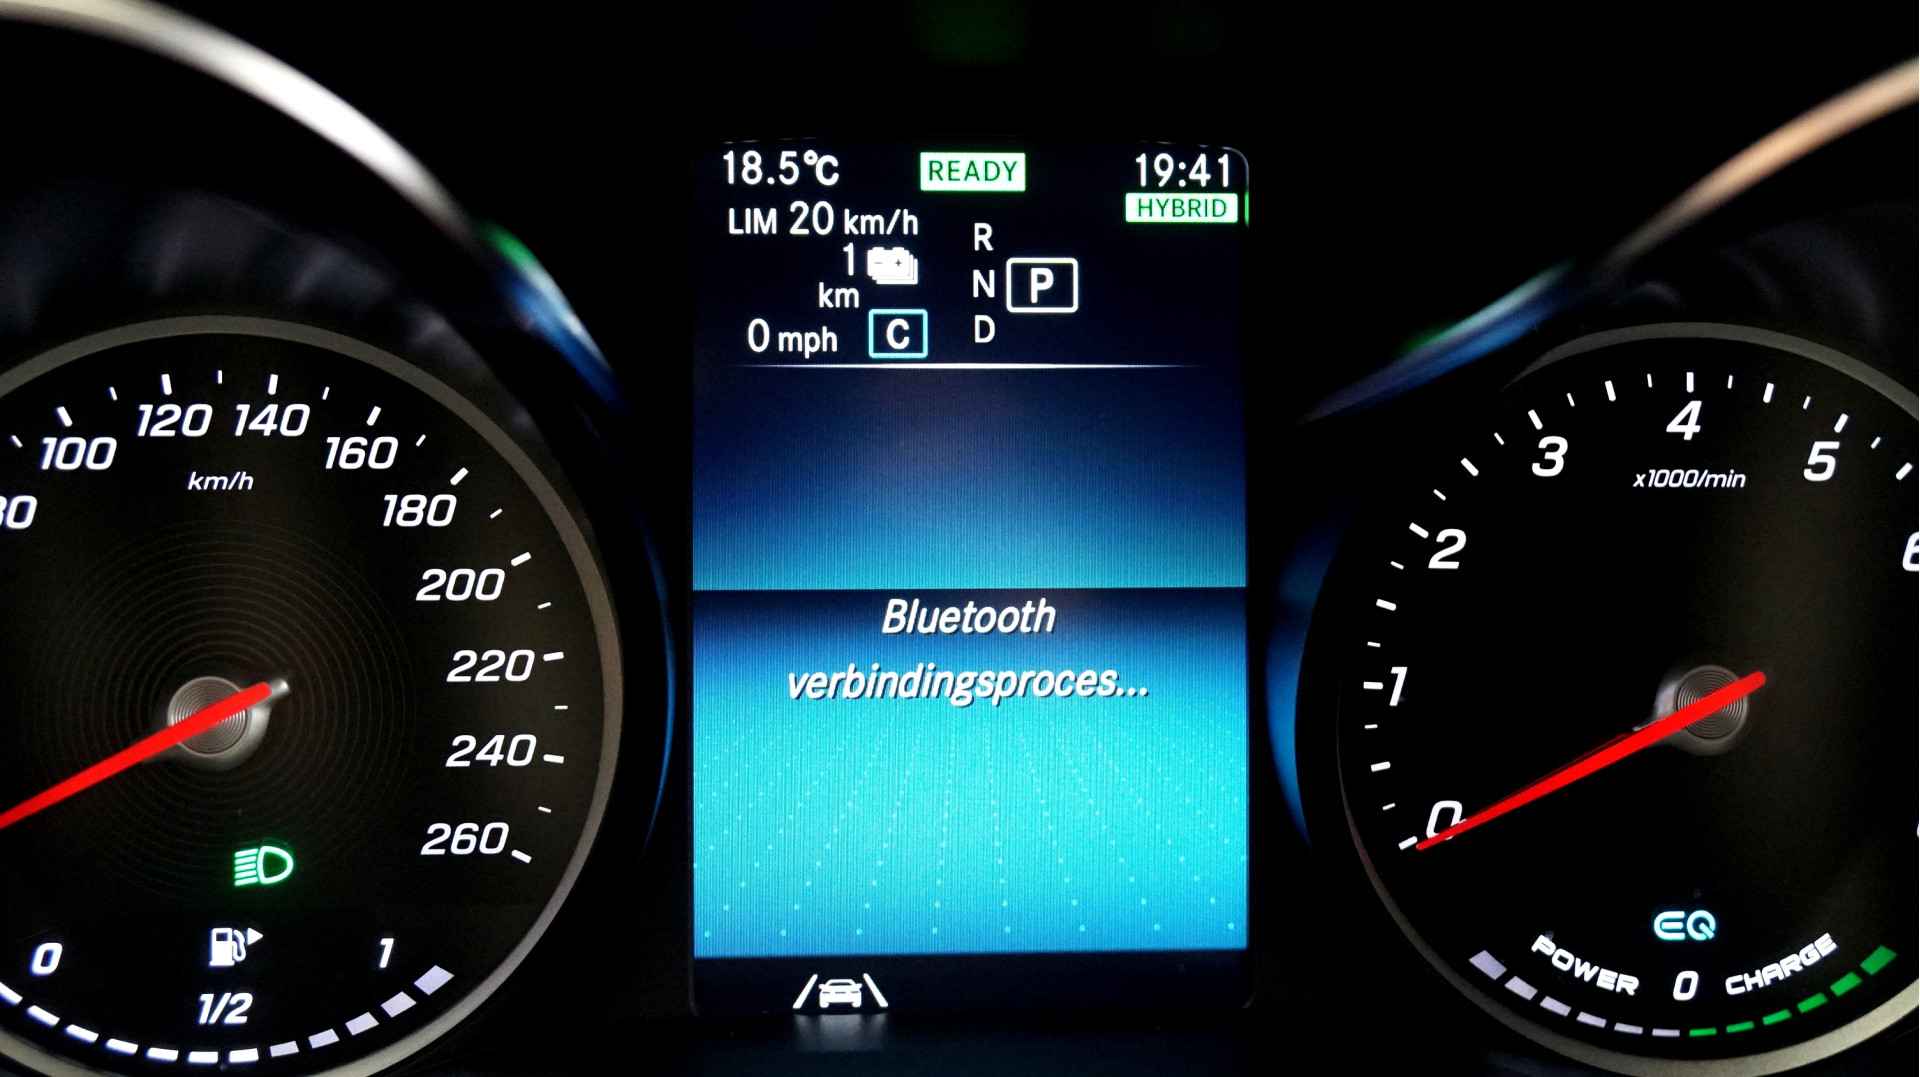 18.5°C READY 19:41
LIM 20 km/h HYBRID
1
km
0 mph C
R
N P
D
100 120 140 160
km/h
180
200
220
240
260
0 1
1/2
Bluetooth
verbindingsproces...
0 1 2 3 4 5
x1000/min
EQ
POWER 0 CHARGE